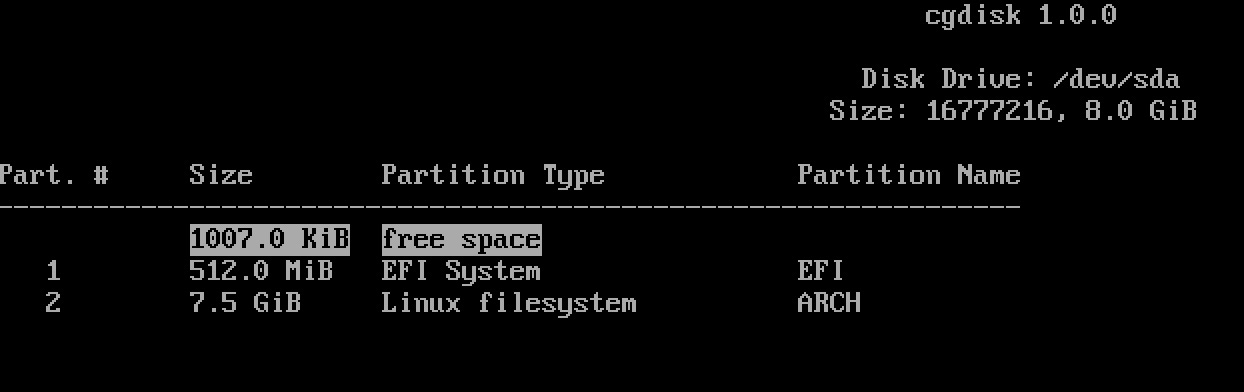 cgdisk 1.0.0
Disk Drive: /dev/sda
Size: 16777216, 8.0 GiB
Part. # Size Partition Type Partition Name
----------------------------------------------------------------
1007.0 KiB free space
1 512.0 MiB EFI System EFI
2 7.5 GiB Linux filesystem ARCH